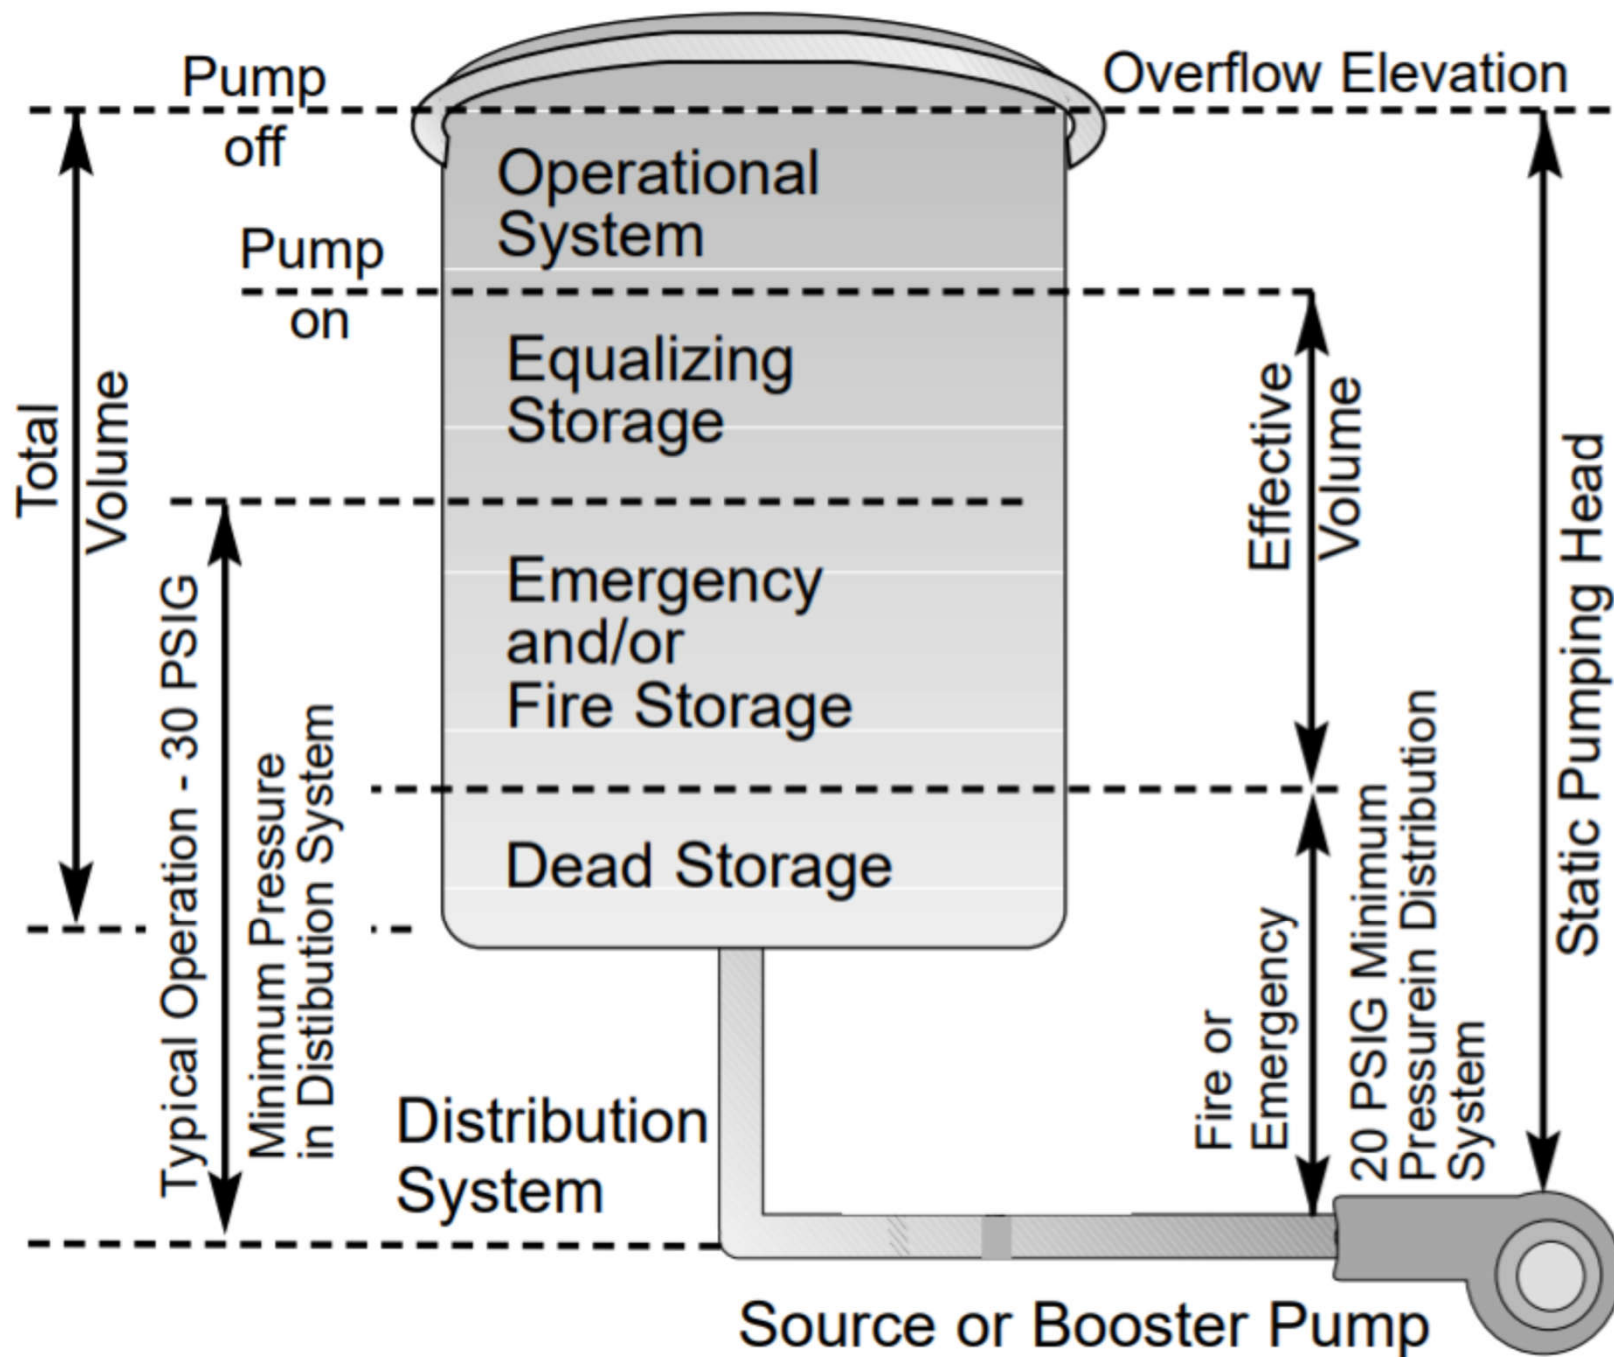 Pump
off
Overflow Elevation
Operational
System
Pump
on
Equalizing
Storage
Total
Volume
Effective
Volume
Emergency
and/or
Fire Storage
Typical Operation - 30 PSIG
Minimum Pressure
in Distibution System
Static Pumping Head
Dead Storage
Fire or
Emergency
20 PSIG Minimum
Pressurein Distribution
System
Distribution
System
Source or Booster Pump